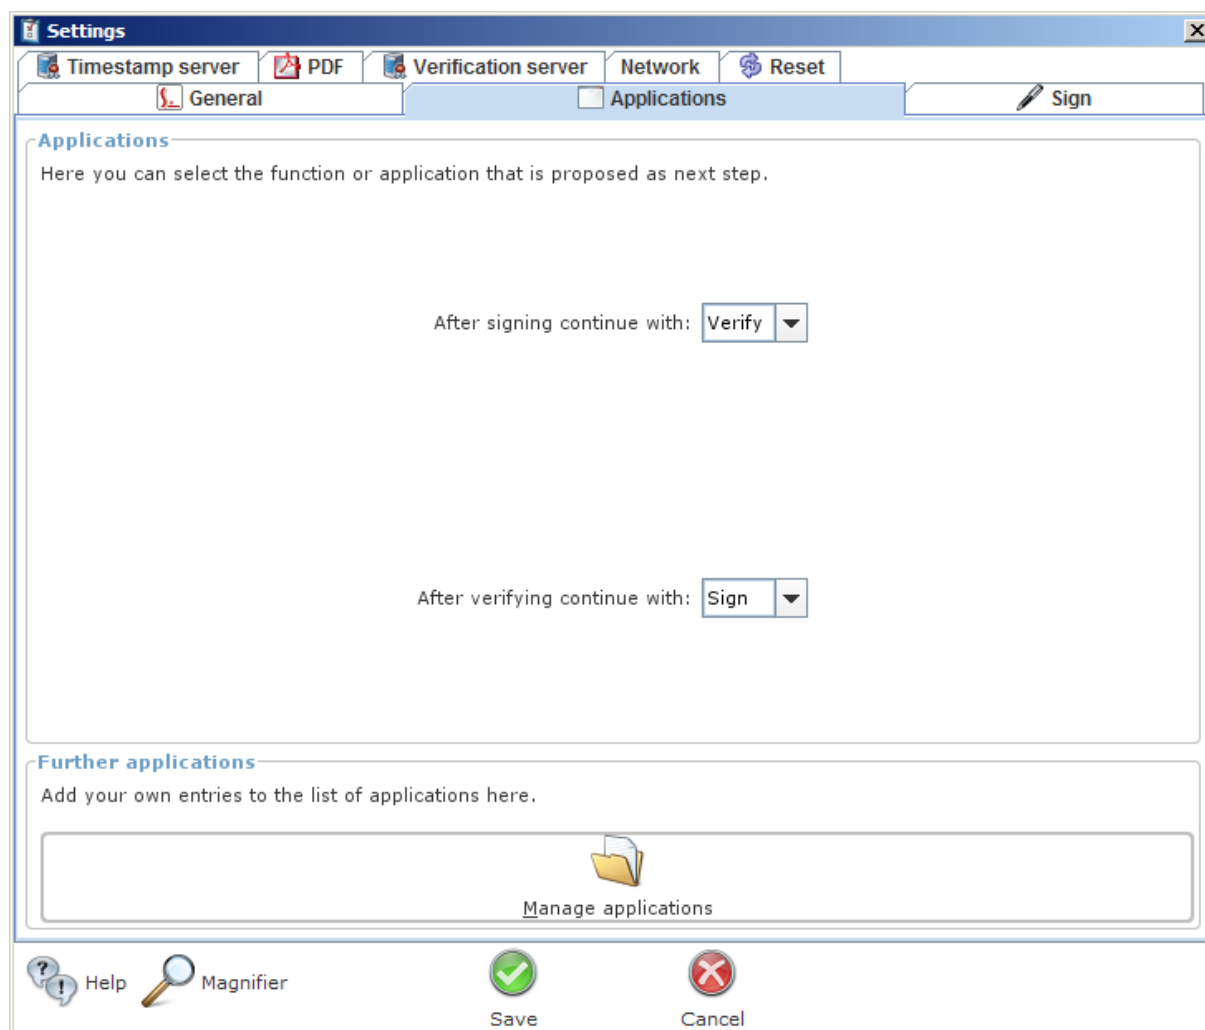 Settings
Timestamp server PDF Verification server Network Reset
General Applications Sign
Applications
Here you can select the function or application that is proposed as next step.
After signing continue with: Verify
After verifying continue with: Sign
Further applications
Add your own entries to the list of applications here.
Manage applications
Help Magnifier Save Cancel